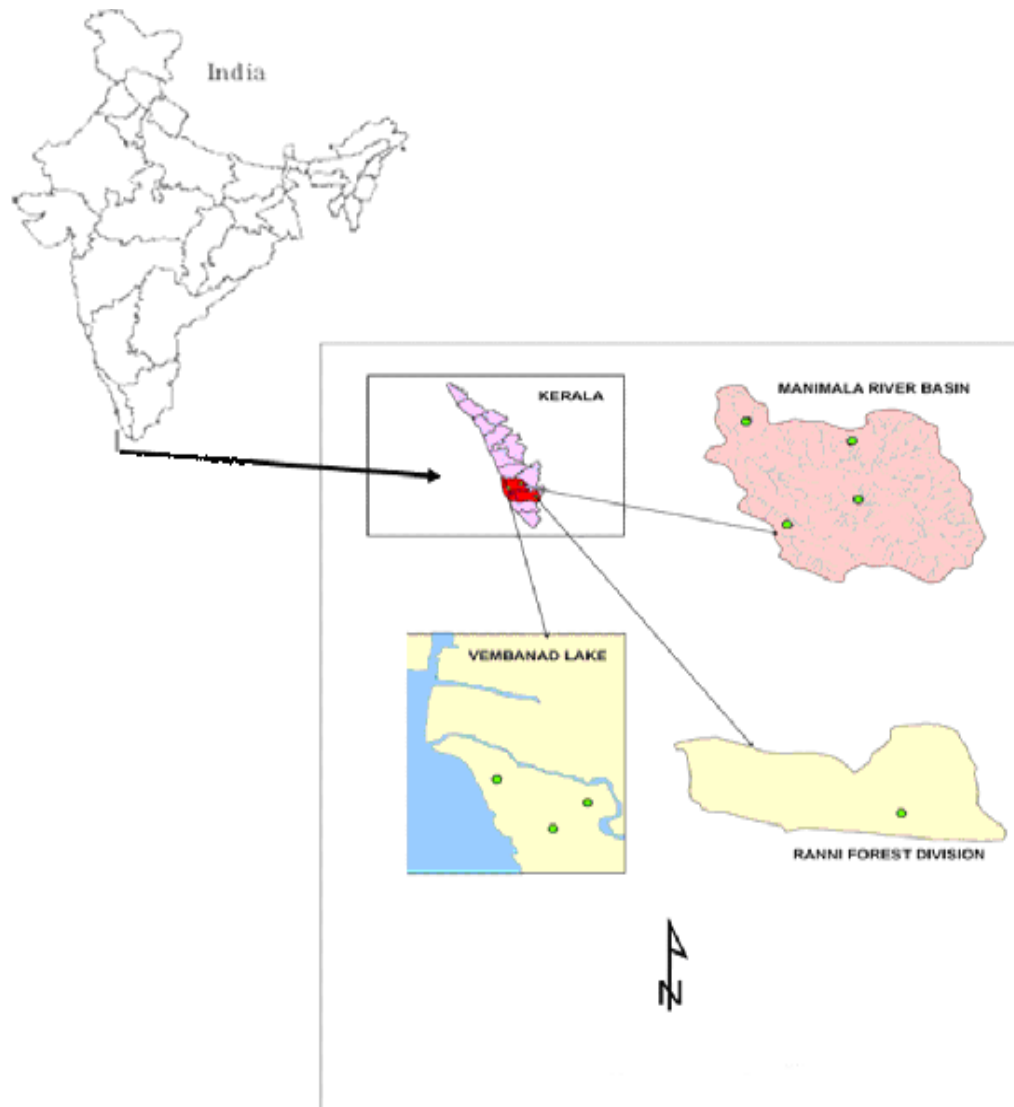 India
KERALA
MANIMALA RIVER BASIN
VEMBANAD LAKE
RANNI FOREST DIVISION
N